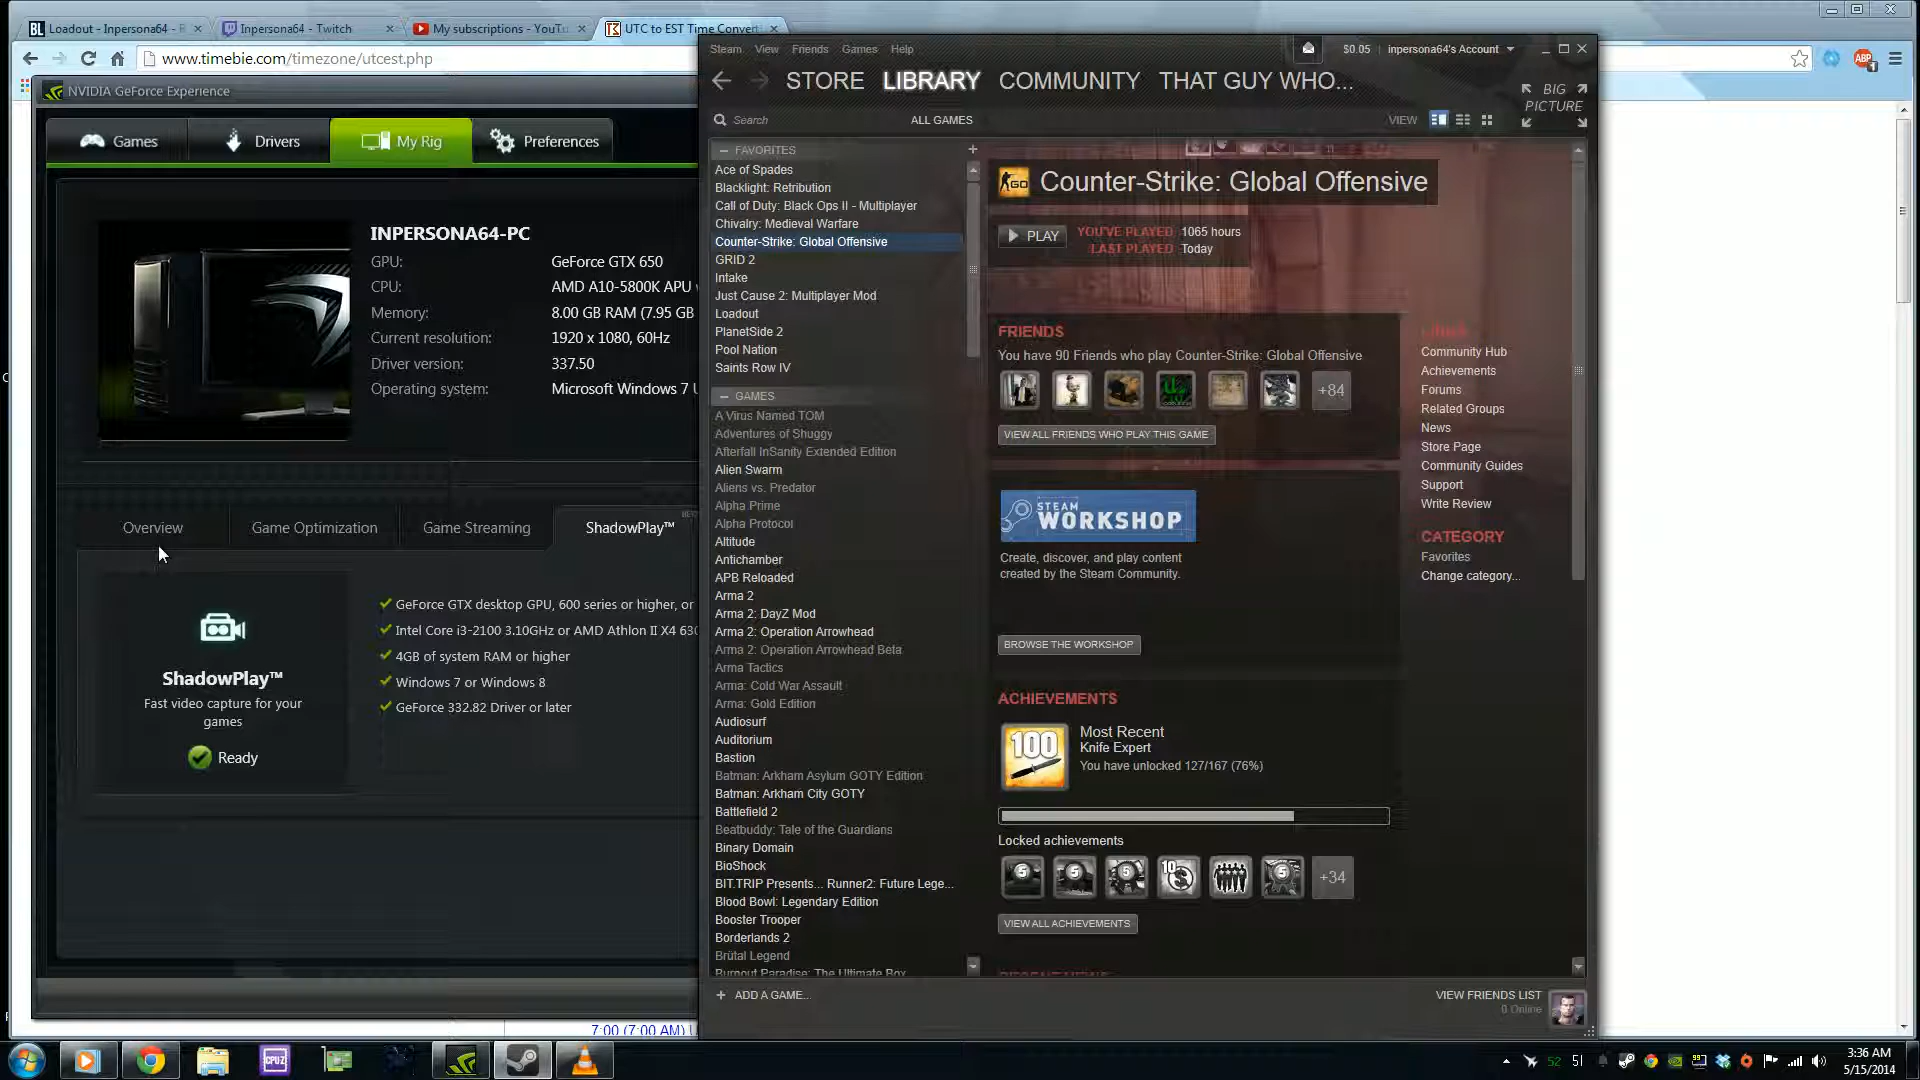 Loadout - Inpersona64 -
Inpersona64 - Twitch
My subscriptions - YouTu
UTC to EST Time Convert
www.timebie.com/timezone/utcest.php
ABP
1
NVIDIA GeForce Experience
Games
Drivers
My Rig
Preferences
INPERSONA64-PC
GPU: GeForce GTX 650
CPU: AMD A10-5800K APU
Memory: 8.00 GB RAM (7.95 GB
Current resolution: 1920 x 1080, 60Hz
Driver version: 337.50
Operating system: Microsoft Windows 7 U
Overview
Game Optimization
Game Streaming
ShadowPlay™
ShadowPlay™
Fast video capture for your
games
Ready
GeForce GTX desktop GPU, 600 series or higher, or
Intel Core i3-2100 3.10GHz or AMD Athlon II X4 630
4GB of system RAM or higher
Windows 7 or Windows 8
GeForce 332.82 Driver or later
7:00 (7:00 AM) U
Steam View Friends Games Help
$0.05 | inpersona64's Account
STORE LIBRARY COMMUNITY THAT GUY WHO...
BIG
PICTURE
Search
ALL GAMES
VIEW
FAVORITES
Ace of Spades
Blacklight: Retribution
Call of Duty: Black Ops II - Multiplayer
Chivalry: Medieval Warfare
Counter-Strike: Global Offensive
GRID 2
Intake
Just Cause 2: Multiplayer Mod
Loadout
PlanetSide 2
Pool Nation
Saints Row IV
GAMES
A Virus Named TOM
Adventures of Shuggy
Afterfall InSanity Extended Edition
Alien Swarm
Aliens vs. Predator
Alpha Prime
Alpha Protocol
Altitude
Antichamber
APB Reloaded
Arma 2
Arma 2: DayZ Mod
Arma 2: Operation Arrowhead
Arma 2: Operation Arrowhead Beta
Arma Tactics
Arma: Cold War Assault
Arma: Gold Edition
Audiosurf
Auditorium
Bastion
Batman: Arkham Asylum GOTY Edition
Batman: Arkham City GOTY
Battlefield 2
Beatbuddy: Tale of the Guardians
Binary Domain
BioShock
BIT.TRIP Presents... Runner2: Future Lege...
Blood Bowl: Legendary Edition
Booster Trooper
Borderlands 2
Brütal Legend
Burnout Paradise: The Ultimate Box
ADD A GAME...
GO
Counter-Strike: Global Offensive
PLAY
YOU'VE PLAYED 1065 hours
LAST PLAYED Today
FRIENDS
You have 90 Friends who play Counter-Strike: Global Offensive
+84
VIEW ALL FRIENDS WHO PLAY THIS GAME
STEAM
WORKSHOP
Create, discover, and play content
created by the Steam Community.
BROWSE THE WORKSHOP
ACHIEVEMENTS
100
Most Recent
Knife Expert
You have unlocked 127/167 (76%)
Locked achievements
5
5
5
10
5
+34
VIEW ALL ACHIEVEMENTS
RECENT NEWS
LINKS
Community Hub
Achievements
Forums
Related Groups
News
Store Page
Community Guides
Support
Write Review
CATEGORY
Favorites
Change category...
VIEW FRIENDS LIST
0 Online
CPUZ
52
51
3:36 AM
5/15/2014